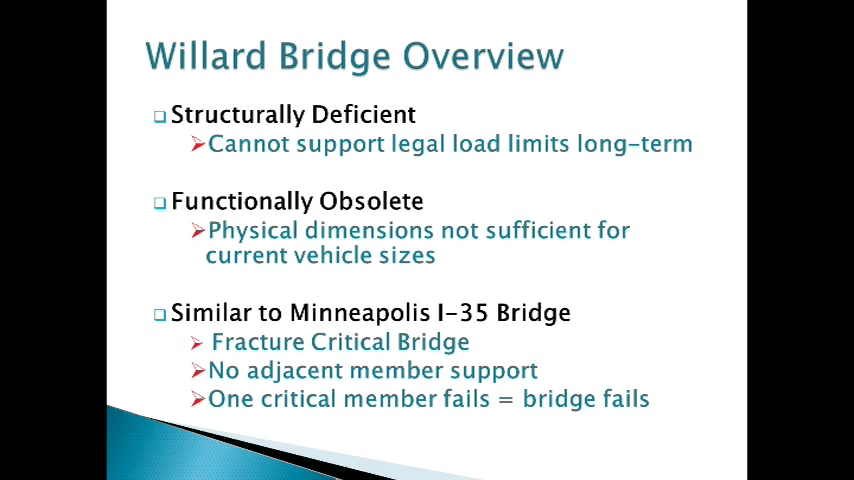 Willard Bridge Overview
Structurally Deficient
Cannot support legal load limits long-term
Functionally Obsolete
Physical dimensions not sufficient for
current vehicle sizes
Similar to Minneapolis I-35 Bridge
Fracture Critical Bridge
No adjacent member support
One critical member fails = bridge fails